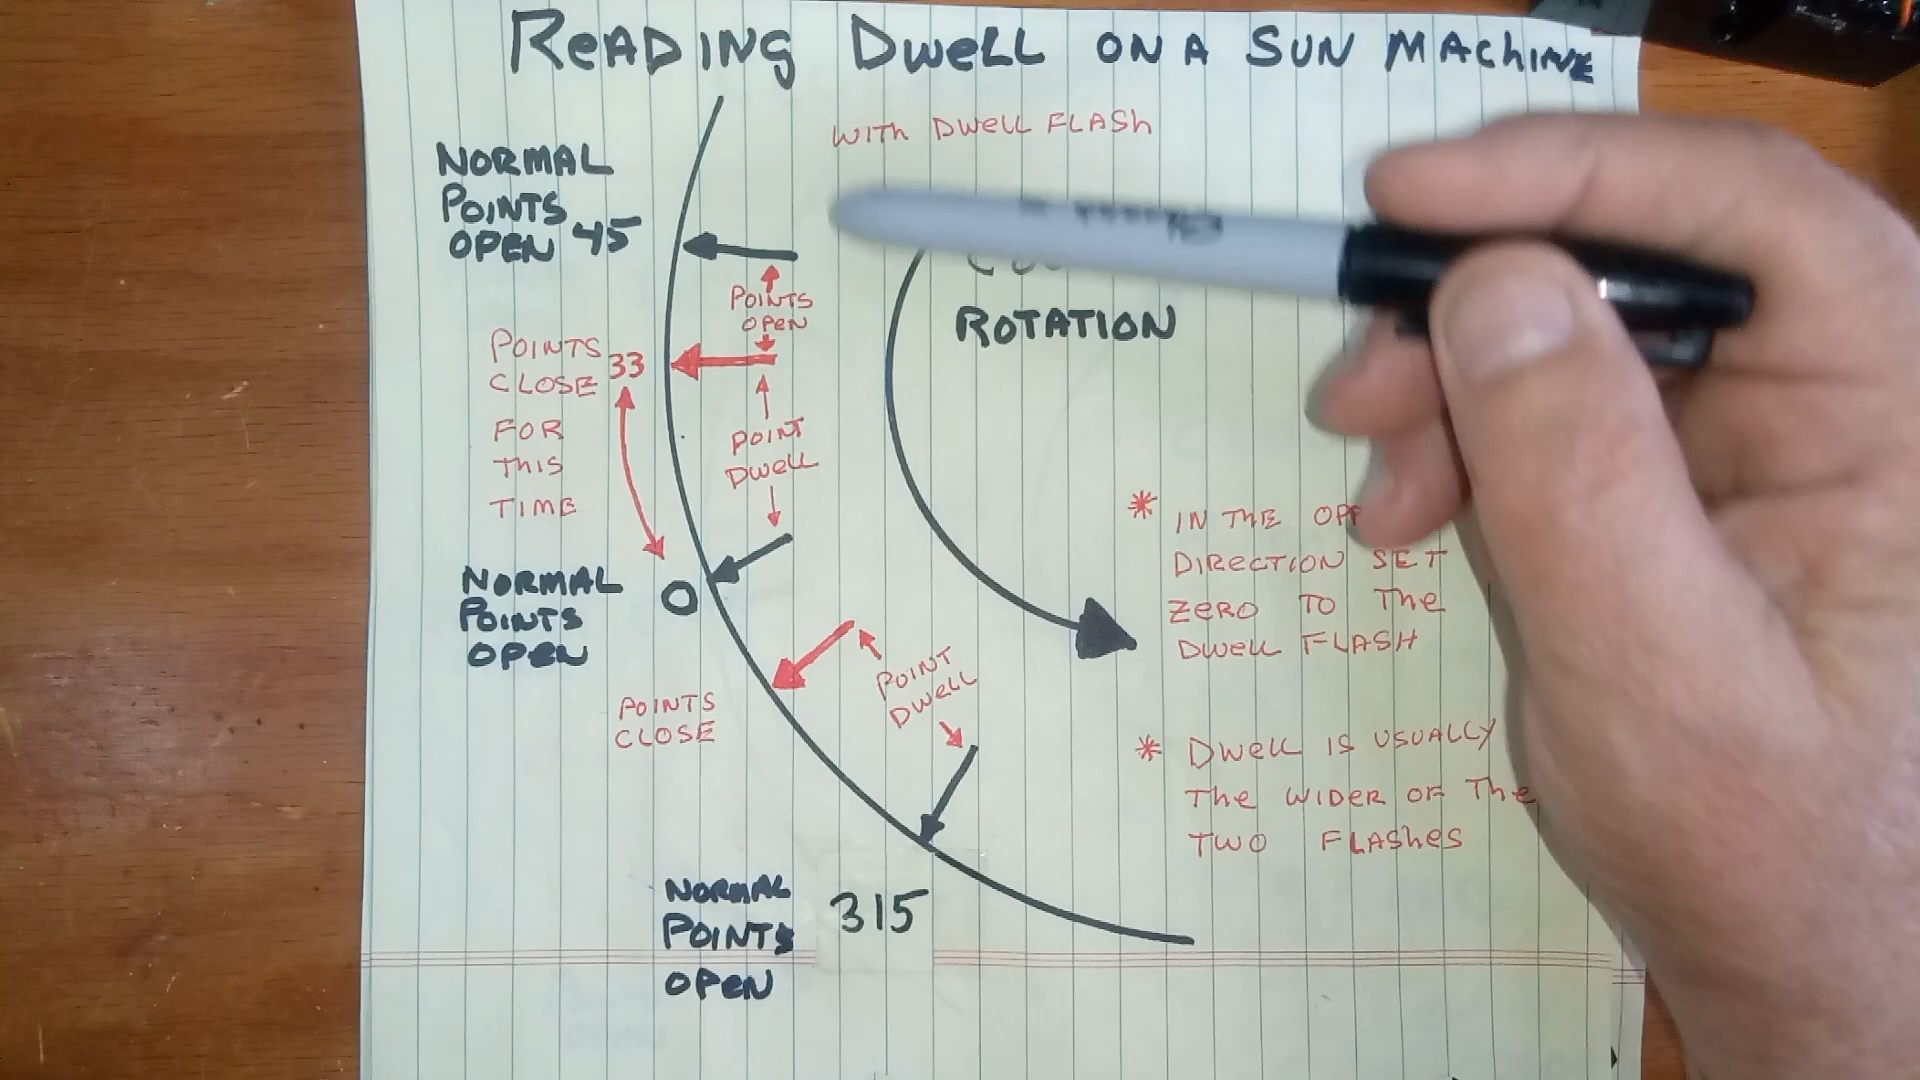 READING DWELL ON A SUN MACHINE
WITH DWELL FLASH
NORMAL
POINTS
OPEN 45
POINTS
OPEN
ROTATION
POINTS
CLOSE 33
FOR
THIS
TIME
POINT
DWELL
* IN THE
DIRECTION SET
ZERO TO THE
DWELL FLASH
NORMAL
POINTS
OPEN
0
POINTS
CLOSE
POINT
DWELL
* DWELL IS USUALLY
THE WIDER OF THE
TWO FLASHES
NORMAL
POINTS
OPEN
315